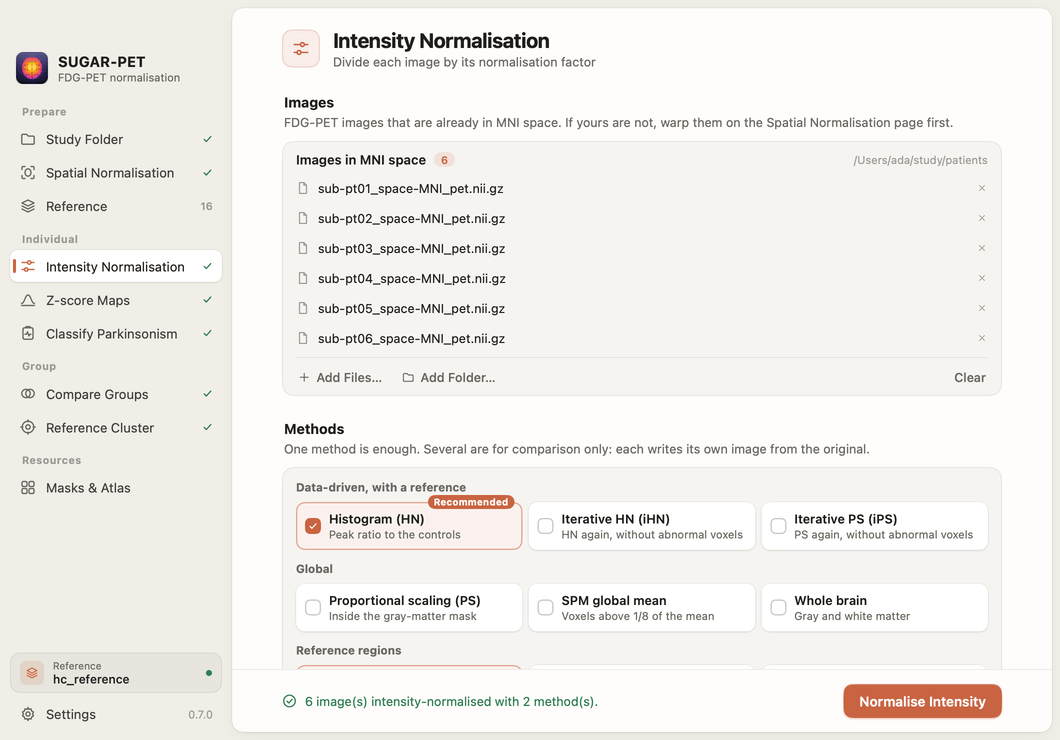 SUGAR-PET
FDG-PET normalisation
Prepare
Study Folder
Spatial Normalisation
Reference 16
Individual
Intensity Normalisation
Z-score Maps
Classify Parkinsonism
Group
Compare Groups
Reference Cluster
Resources
Masks & Atlas
Reference
hc_reference
Settings 0.7.0
Intensity Normalisation
Divide each image by its normalisation factor
Images
FDG-PET images that are already in MNI space. If yours are not, warp them on the Spatial Normalisation page first.
Images in MNI space 6 /Users/ada/study/patients
sub-pt01_space-MNI_pet.nii.gz
sub-pt02_space-MNI_pet.nii.gz
sub-pt03_space-MNI_pet.nii.gz
sub-pt04_space-MNI_pet.nii.gz
sub-pt05_space-MNI_pet.nii.gz
sub-pt06_space-MNI_pet.nii.gz
+ Add Files... Add Folder... Clear
Methods
One method is enough. Several are for comparison only: each writes its own image from the original.
Data-driven, with a reference
Recommended
Histogram (HN) Iterative HN (iHN) Iterative PS (iPS)
Peak ratio to the controls HN again, without abnormal voxels PS again, without abnormal voxels
Global
Proportional scaling (PS) SPM global mean Whole brain
Inside the gray-matter mask Voxels above 1/8 of the mean Gray and white matter
Reference regions
6 image(s) intensity-normalised with 2 method(s).
Normalise Intensity